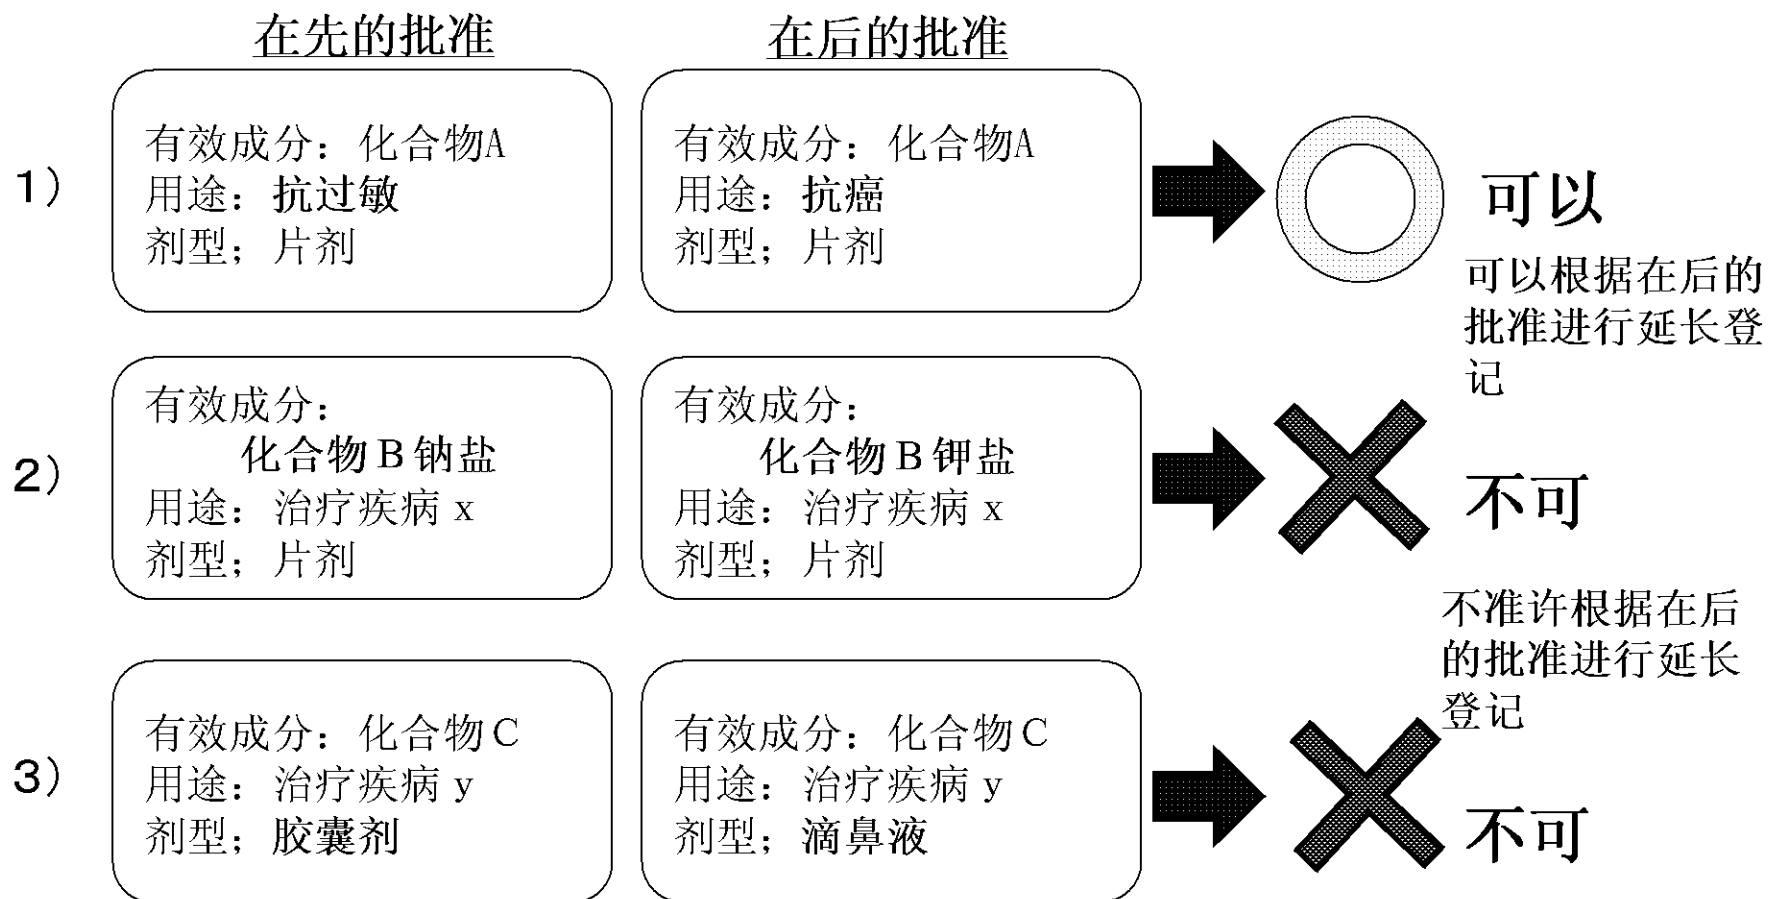 在先的批准
在后的批准
1）
有效成分：化合物A
用途：抗过敏
剂型；片剂
有效成分：化合物A
用途：抗癌
剂型；片剂
可以
可以根据在后的
批准进行延长登
记
2）
有效成分：
化合物Ｂ钠盐
用途：治疗疾病 x
剂型；片剂
有效成分：
化合物Ｂ钾盐
用途：治疗疾病 x
剂型；片剂
不可
不准许根据在后
的批准进行延长
登记
3）
有效成分：化合物Ｃ
用途：治疗疾病 y
剂型；胶囊剂
有效成分：化合物Ｃ
用途：治疗疾病 y
剂型；滴鼻液
不可